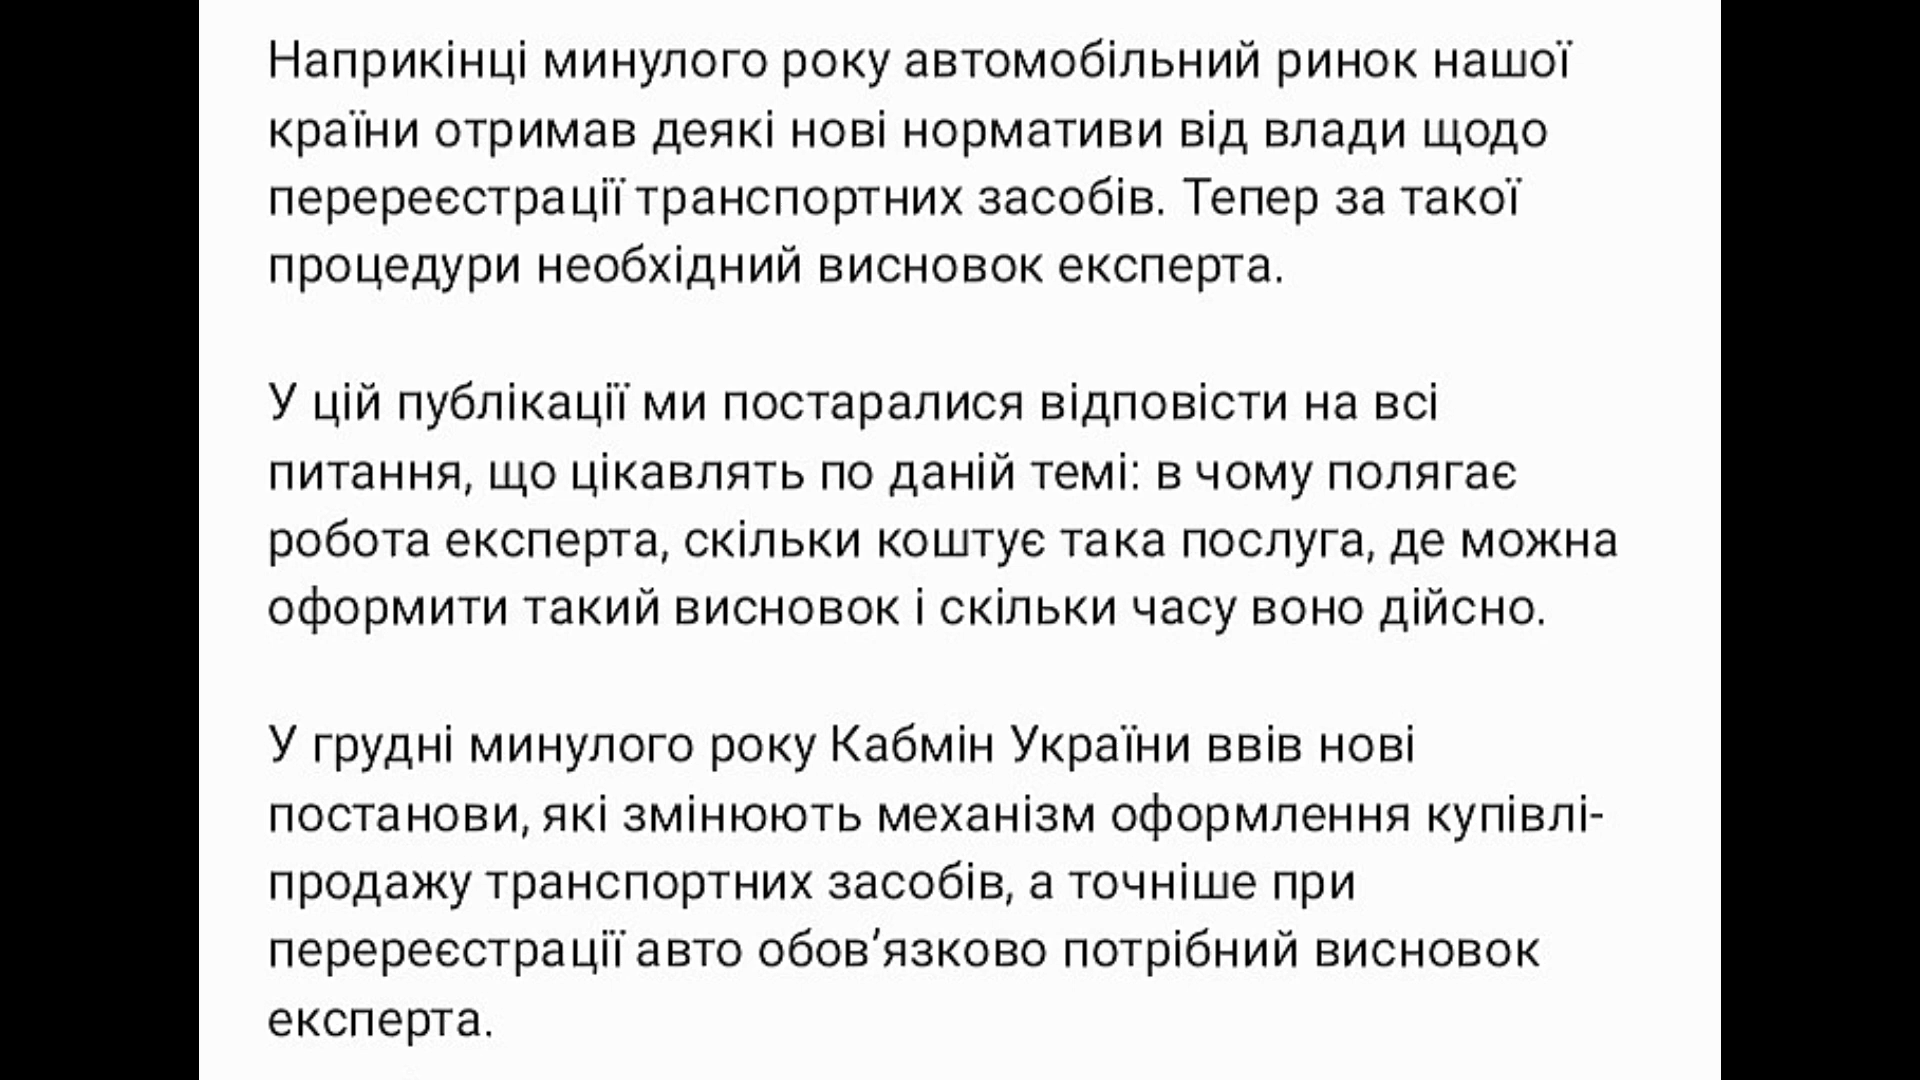 Наприкінці минулого року автомобільний ринок нашої
країни отримав деякі нові нормативи від влади щодо
перереєстрації транспортних засобів. Тепер за такої
процедури необхідний висновок експерта.
У цій публікації ми постаралися відповісти на всі
питання, що цікавлять по даній темі: в чому полягає
робота експерта, скільки коштує така послуга, де можна
оформити такий висновок і скільки часу воно дійсно.
У грудні минулого року Кабмін України ввів нові
постанови, які змінюють механізм оформлення купівлі-
продажу транспортних засобів, а точніше при
перереєстрації авто обов’язково потрібний висновок
експерта.